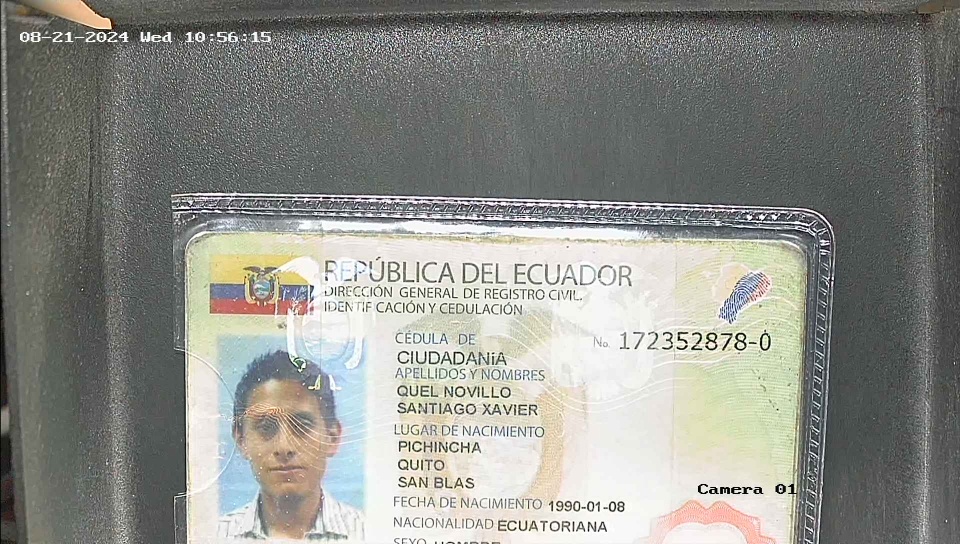 08-21-2024 Wed 10:56:15
REPÚBLICA DEL ECUADOR
DIRECCIÓN GENERAL DE REGISTRO CIVIL,
IDENTIFICACIÓN Y CEDULACIÓN
CÉDULA DE
No. 172352878-0
CIUDADANíA
APELLIDOS Y NOMBRES
QUEL NOVILLO
SANTIAGO XAVIER
LUGAR DE NACIMIENTO
PICHINCHA
QUITO
SAN BLAS
Camera 01
FECHA DE NACIMIENTO 1990-01-08
NACIONALIDAD ECUATORIANA
SEXO HOMBRE